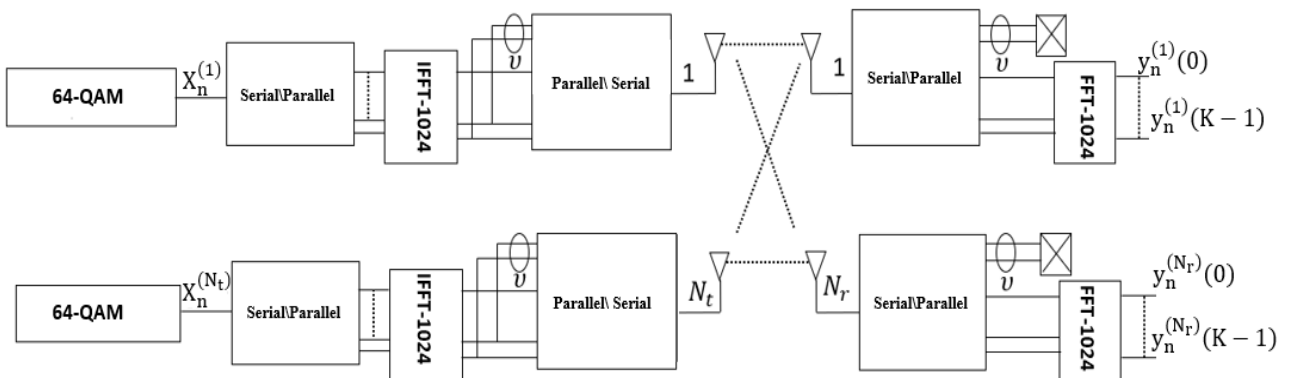 64-QAM
X_n^(1)
Serial\Parallel
IFFT-1024
υ
Parallel\ Serial
1
1
Serial\Parallel
υ
FFT-1024
y_n^(1)(0)
y_n^(1)(K − 1)
64-QAM
X_n^(N_t)
Serial\Parallel
IFFT-1024
υ
Parallel\ Serial
N_t
N_r
Serial\Parallel
υ
FFT-1024
y_n^(N_r)(0)
y_n^(N_r)(K − 1)